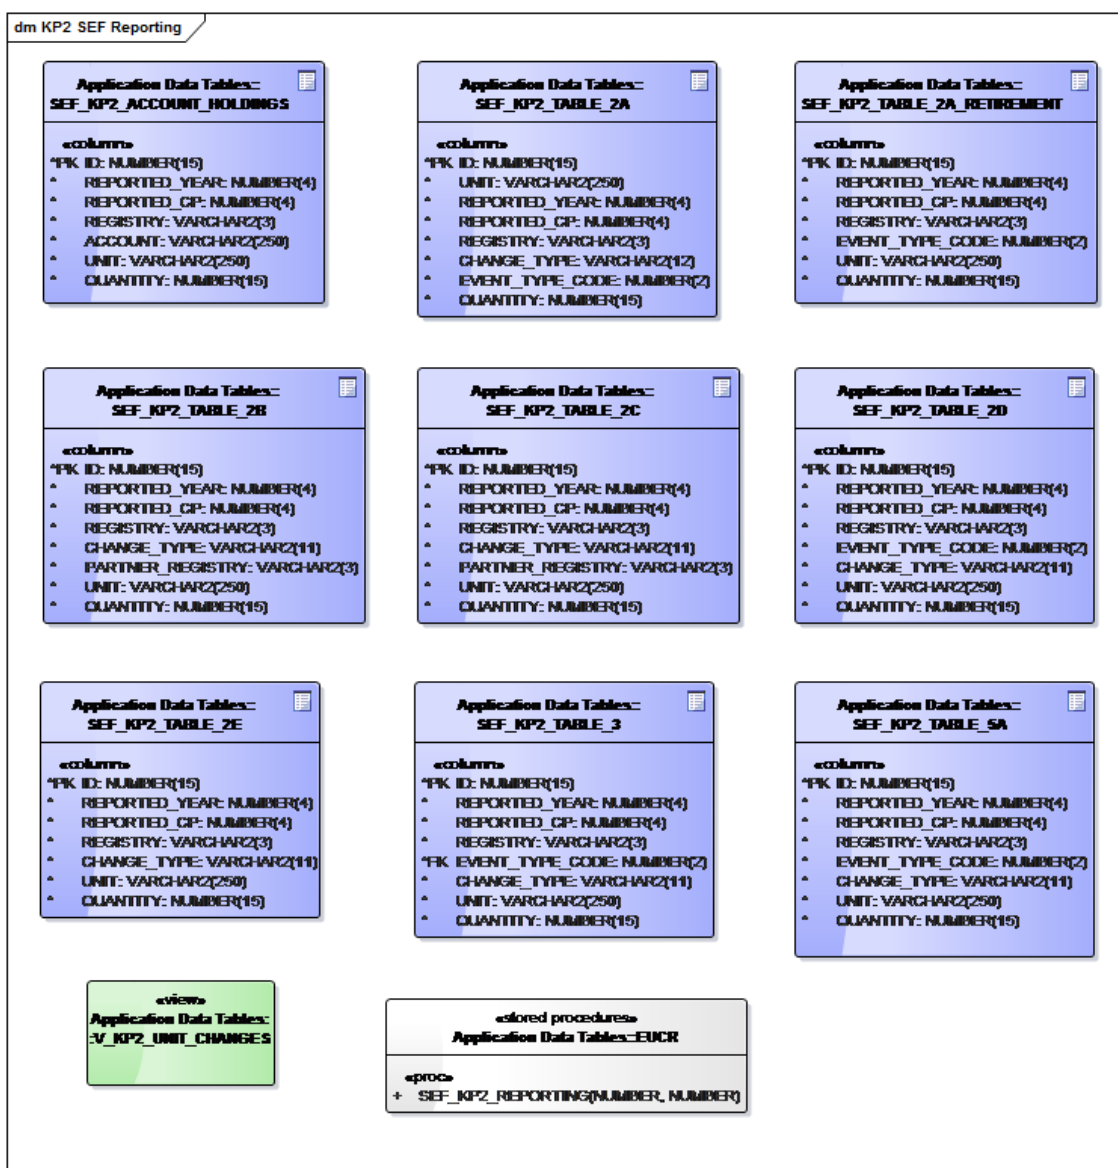 dm KP2 SEF Reporting
Application Data Tables::
SEF_KP2_ACCOUNT_HOLDINGS
«column»
*PK ID: NUMBER(15)
* REPORTED_YEAR: NUMBER(4)
* REPORTED_CP: NUMBER(4)
* REGISTRY: VARCHAR2(3)
* ACCOUNT: VARCHAR2(250)
* UNIT: VARCHAR2(250)
* QUANTITY: NUMBER(15)
Application Data Tables::
SEF_KP2_TABLE_2A
«column»
*PK ID: NUMBER(15)
* UNIT: VARCHAR2(250)
* REPORTED_YEAR: NUMBER(4)
* REPORTED_CP: NUMBER(4)
* REGISTRY: VARCHAR2(3)
* CHANGE_TYPE: VARCHAR2(12)
* EVENT_TYPE_CODE: NUMBER(2)
* QUANTITY: NUMBER(15)
Application Data Tables::
SEF_KP2_TABLE_2A_RETIREMENT
«column»
*PK ID: NUMBER(15)
* REPORTED_YEAR: NUMBER(4)
* REPORTED_CP: NUMBER(4)
* REGISTRY: VARCHAR2(3)
* EVENT_TYPE_CODE: NUMBER(2)
* UNIT: VARCHAR2(250)
* QUANTITY: NUMBER(15)
Application Data Tables::
SEF_KP2_TABLE_2B
«column»
*PK ID: NUMBER(15)
* REPORTED_YEAR: NUMBER(4)
* REPORTED_CP: NUMBER(4)
* REGISTRY: VARCHAR2(3)
* CHANGE_TYPE: VARCHAR2(11)
* PARTNER_REGISTRY: VARCHAR2(3)
* UNIT: VARCHAR2(250)
* QUANTITY: NUMBER(15)
Application Data Tables::
SEF_KP2_TABLE_2C
«column»
*PK ID: NUMBER(15)
* REPORTED_YEAR: NUMBER(4)
* REPORTED_CP: NUMBER(4)
* REGISTRY: VARCHAR2(3)
* CHANGE_TYPE: VARCHAR2(11)
* PARTNER_REGISTRY: VARCHAR2(3)
* UNIT: VARCHAR2(250)
* QUANTITY: NUMBER(15)
Application Data Tables::
SEF_KP2_TABLE_2D
«column»
*PK ID: NUMBER(15)
* REPORTED_YEAR: NUMBER(4)
* REPORTED_CP: NUMBER(4)
* REGISTRY: VARCHAR2(3)
* EVENT_TYPE_CODE: NUMBER(2)
* CHANGE_TYPE: VARCHAR2(11)
* UNIT: VARCHAR2(250)
* QUANTITY: NUMBER(15)
Application Data Tables::
SEF_KP2_TABLE_2E
«column»
*PK ID: NUMBER(15)
* REPORTED_YEAR: NUMBER(4)
* REPORTED_CP: NUMBER(4)
* REGISTRY: VARCHAR2(3)
* CHANGE_TYPE: VARCHAR2(11)
* UNIT: VARCHAR2(250)
* QUANTITY: NUMBER(15)
Application Data Tables::
SEF_KP2_TABLE_3
«column»
*PK ID: NUMBER(15)
* REPORTED_YEAR: NUMBER(4)
* REPORTED_CP: NUMBER(4)
* REGISTRY: VARCHAR2(3)
*PK EVENT_TYPE_CODE: NUMBER(2)
* CHANGE_TYPE: VARCHAR2(11)
* UNIT: VARCHAR2(250)
* QUANTITY: NUMBER(15)
Application Data Tables::
SEF_KP2_TABLE_5A
«column»
*PK ID: NUMBER(15)
* REPORTED_YEAR: NUMBER(4)
* REPORTED_CP: NUMBER(4)
* REGISTRY: VARCHAR2(3)
* EVENT_TYPE_CODE: NUMBER(2)
* CHANGE_TYPE: VARCHAR2(11)
* UNIT: VARCHAR2(250)
* QUANTITY: NUMBER(15)
«view»
Application Data Tables:
:V_KP2_UNIT_CHANGES
«stored procedures»
Application Data Tables::EUCR
«proc»
+ SEF_KP2_REPORTING(NUMBER, NUMBER)